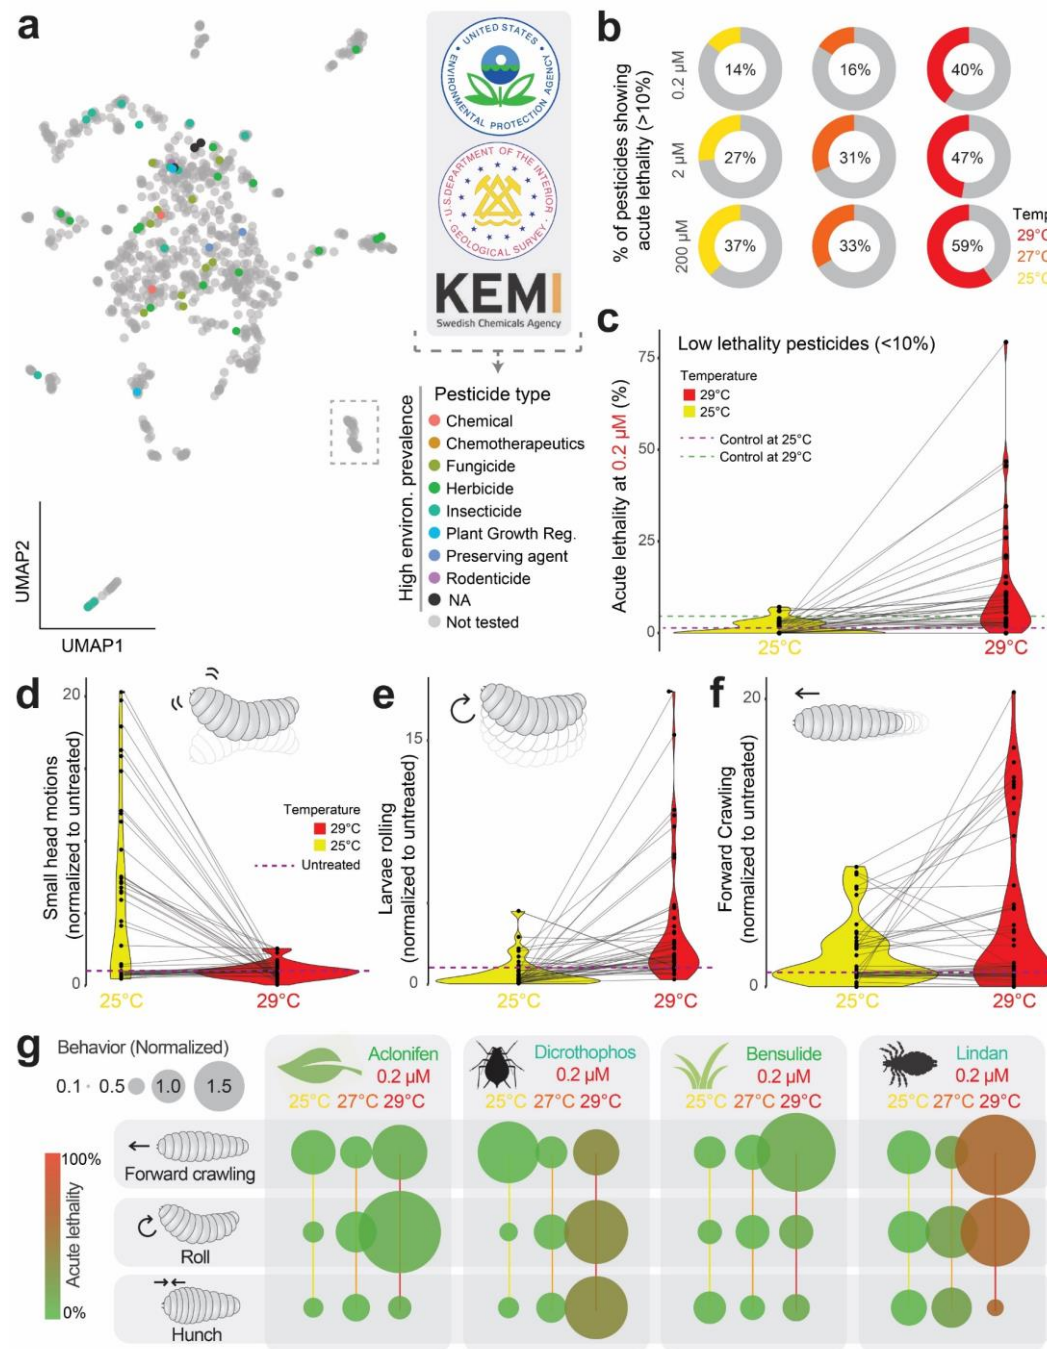 a
UNITED STATES
ENVIRONMENTAL PROTECTION AGENCY
U.S. DEPARTMENT OF THE INTERIOR
GEOLOGICAL SURVEY
KEMI
Swedish Chemicals Agency
High environ. prevalence
Pesticide type
Chemical
Chemotherapeutics
Fungicide
Herbicide
Insecticide
Plant Growth Reg.
Preserving agent
Rodenticide
NA
Not tested
UMAP2
UMAP1
b
% of pesticides showing
acute lethality (>10%)
0.2 µM
14%
16%
40%
2 µM
27%
31%
47%
200 µM
37%
33%
59%
Temp
29°C
27°C
25°C
c
Low lethality pesticides (<10%)
Temperature
29°C
25°C
Control at 25°C
Control at 29°C
Acute lethality at 0.2 µM (%)
75
50
25
0
25°C
29°C
d
Small head motions
(normalized to untreated)
20
0
Temperature
29°C
25°C
Untreated
25°C
29°C
e
Larvae rolling
(normalized to untreated)
15
0
25°C
29°C
f
Forward Crawling
(normalized to untreated)
20
0
25°C
29°C
g
Behavior (Normalized)
0.1
0.5
1.0
1.5
Aclonifen
0.2 µM
25°C 27°C 29°C
Dicrothophos
0.2 µM
25°C 27°C 29°C
Bensulide
0.2 µM
25°C 27°C 29°C
Lindan
0.2 µM
25°C 27°C 29°C
100%
Acute lethality
0%
Forward crawling
Roll
Hunch